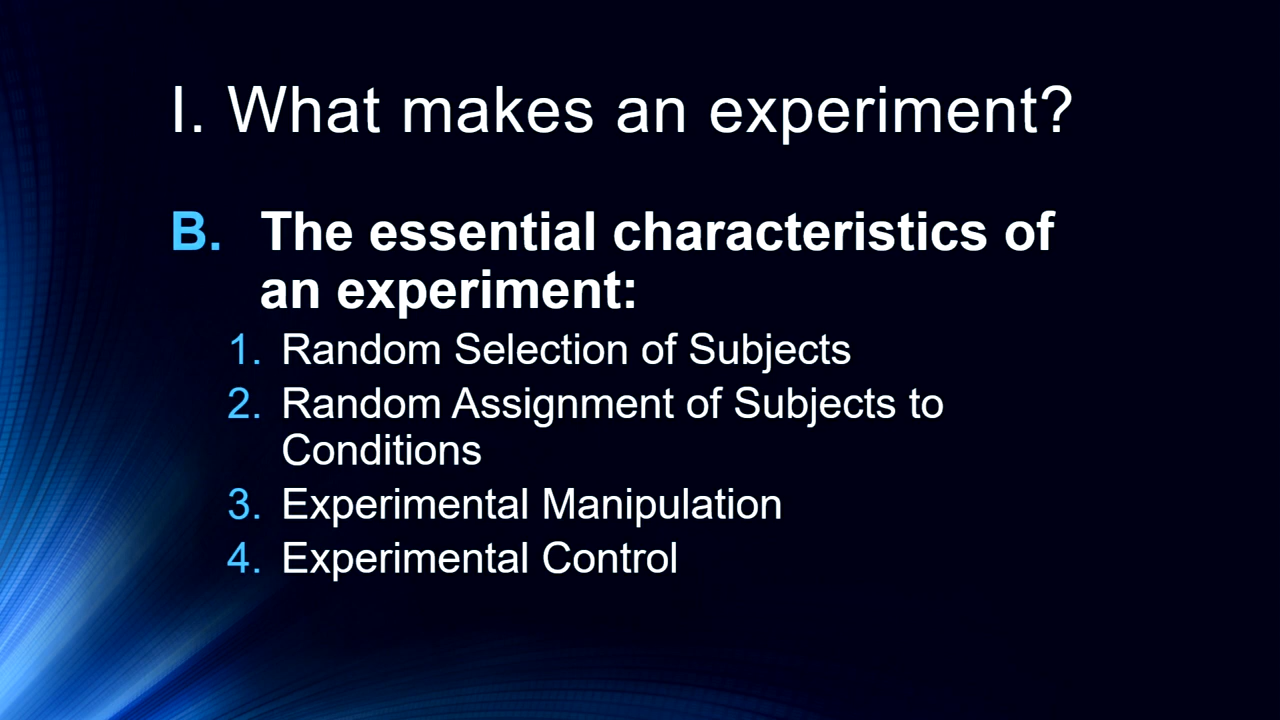 I. What makes an experiment?
B. The essential characteristics of
an experiment:
1. Random Selection of Subjects
2. Random Assignment of Subjects to
Conditions
3. Experimental Manipulation
4. Experimental Control